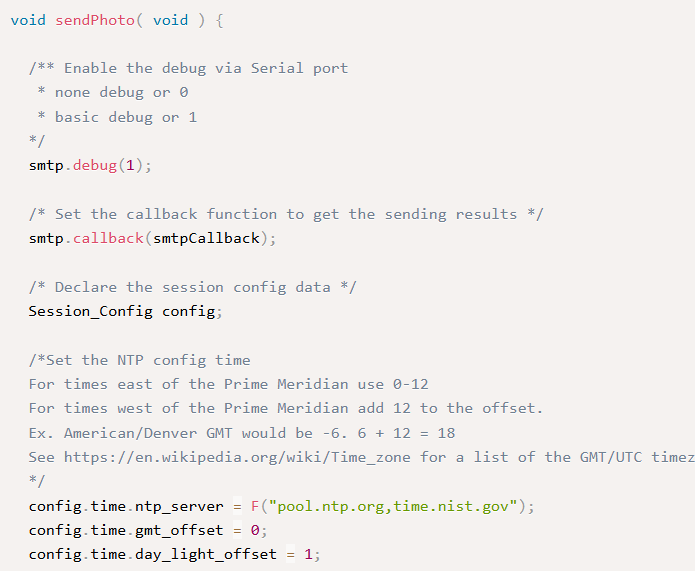 void sendPhoto( void ) {
/** Enable the debug via Serial port
* none debug or 0
* basic debug or 1
*/
smtp.debug(1);
/* Set the callback function to get the sending results */
smtp.callback(smtpCallback);
/* Declare the session config data */
Session_Config config;
/*Set the NTP config time
For times east of the Prime Meridian use 0-12
For times west of the Prime Meridian add 12 to the offset.
Ex. American/Denver GMT would be -6. 6 + 12 = 18
See https://en.wikipedia.org/wiki/Time_zone for a list of the GMT/UTC timez
*/
config.time.ntp_server = F("pool.ntp.org,time.nist.gov");
config.time.gmt_offset = 0;
config.time.day_light_offset = 1;